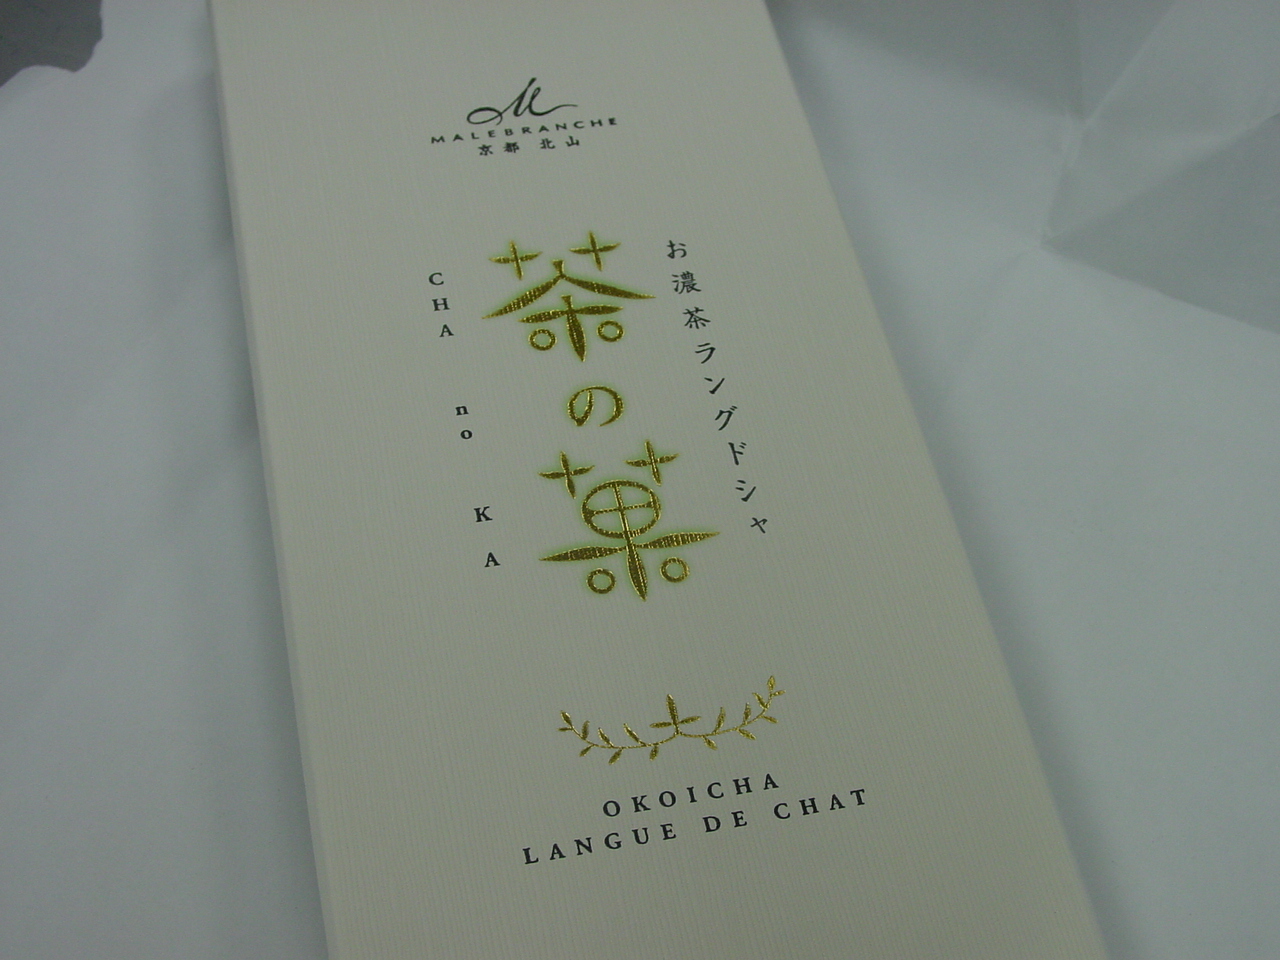 MALEBRANCHE
京都 北山
お濃茶ラングドシャ
茶の菓
CHA no KA
OKOICHA
LANGUE DE CHAT